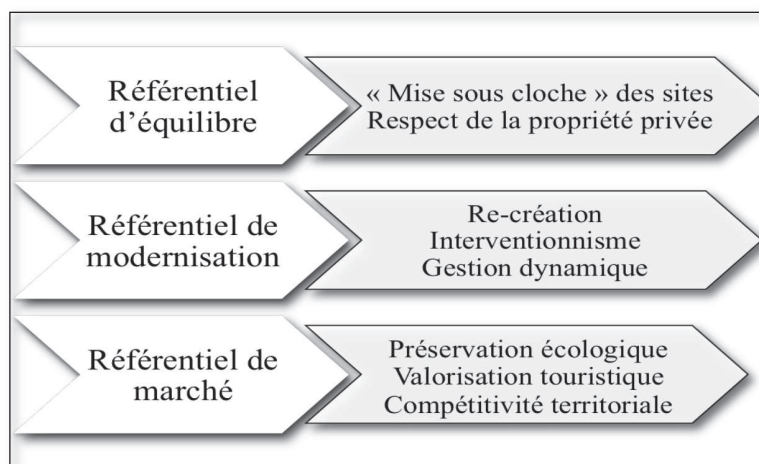 Référentiel
d’équilibre
« Mise sous cloche » des sites
Respect de la propriété privée
Référentiel de
modernisation
Re-création
Interventionnisme
Gestion dynamique
Référentiel de
marché
Préservation écologique
Valorisation touristique
Compétitivité territoriale